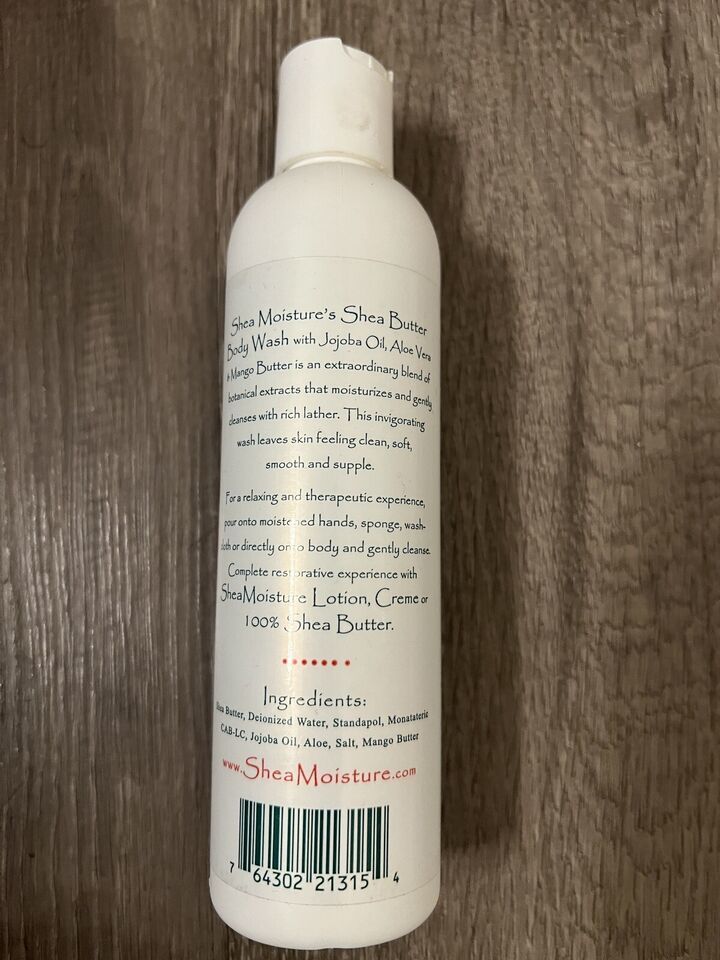 Shea Moisture's Shea Butter
Body Wash with Jojoba Oil, Aloe Vera
& Mango Butter is an extraordinary blend of
botanical extracts that moisturizes and gently
cleanses with rich lather. This invigorating
wash leaves skin feeling clean, soft,
smooth and supple.
For a relaxing and therapeutic experience,
pour onto moistened hands, sponge, wash-
cloth or directly onto body and gently cleanse.
Complete restorative experience with
SheaMoisture Lotion, Creme or
100% Shea Butter.
Ingredients:
Shea Butter, Deionized Water, Standapol, Monatateric
CAB-LC, Jojoba Oil, Aloe, Salt, Mango Butter
www.SheaMoisture.com
7 64302 21315 4